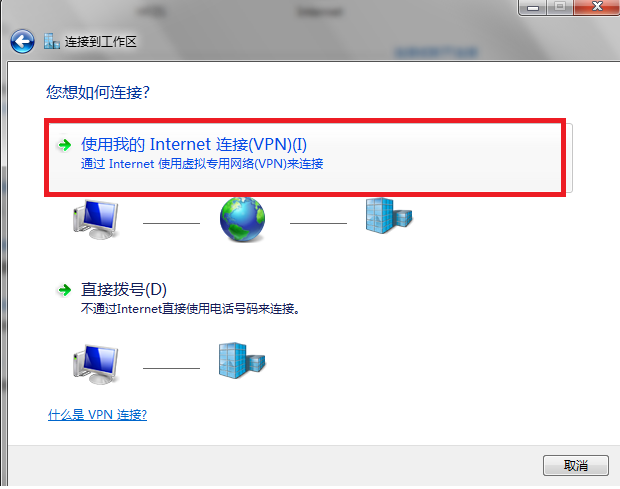 连接到工作区
您想如何连接?
使用我的 Internet 连接(VPN)(I)
通过 Internet 使用虚拟专用网络(VPN)来连接
直接拨号(D)
不通过Internet直接使用电话号码来连接。
什么是 VPN 连接?
取消